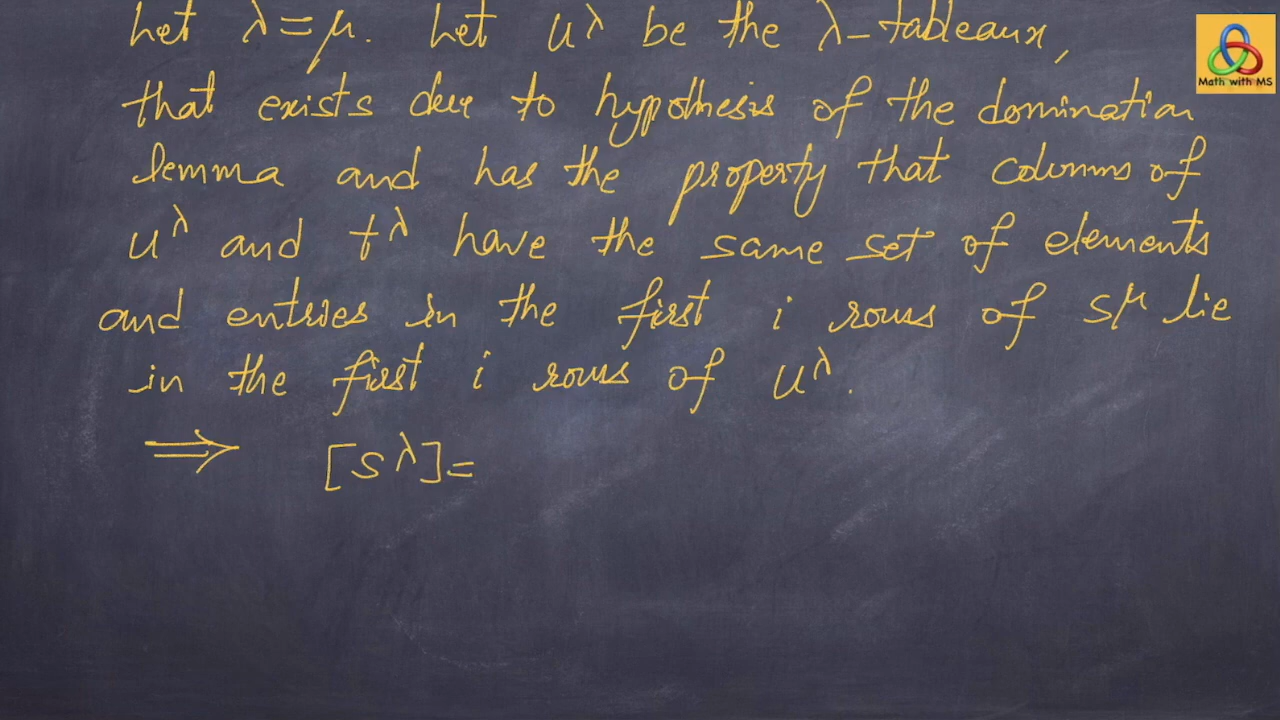 Let λ=μ. Let u^λ be the λ-tableaux,
that exists due to hypothesis of the domination
lemma and has the property that columns of
u^λ and t^λ have the same set of elements
and entries in the first i rows of s^μ lie
in the first i rows of u^λ.
⟹ [s^λ]=
Math with MS